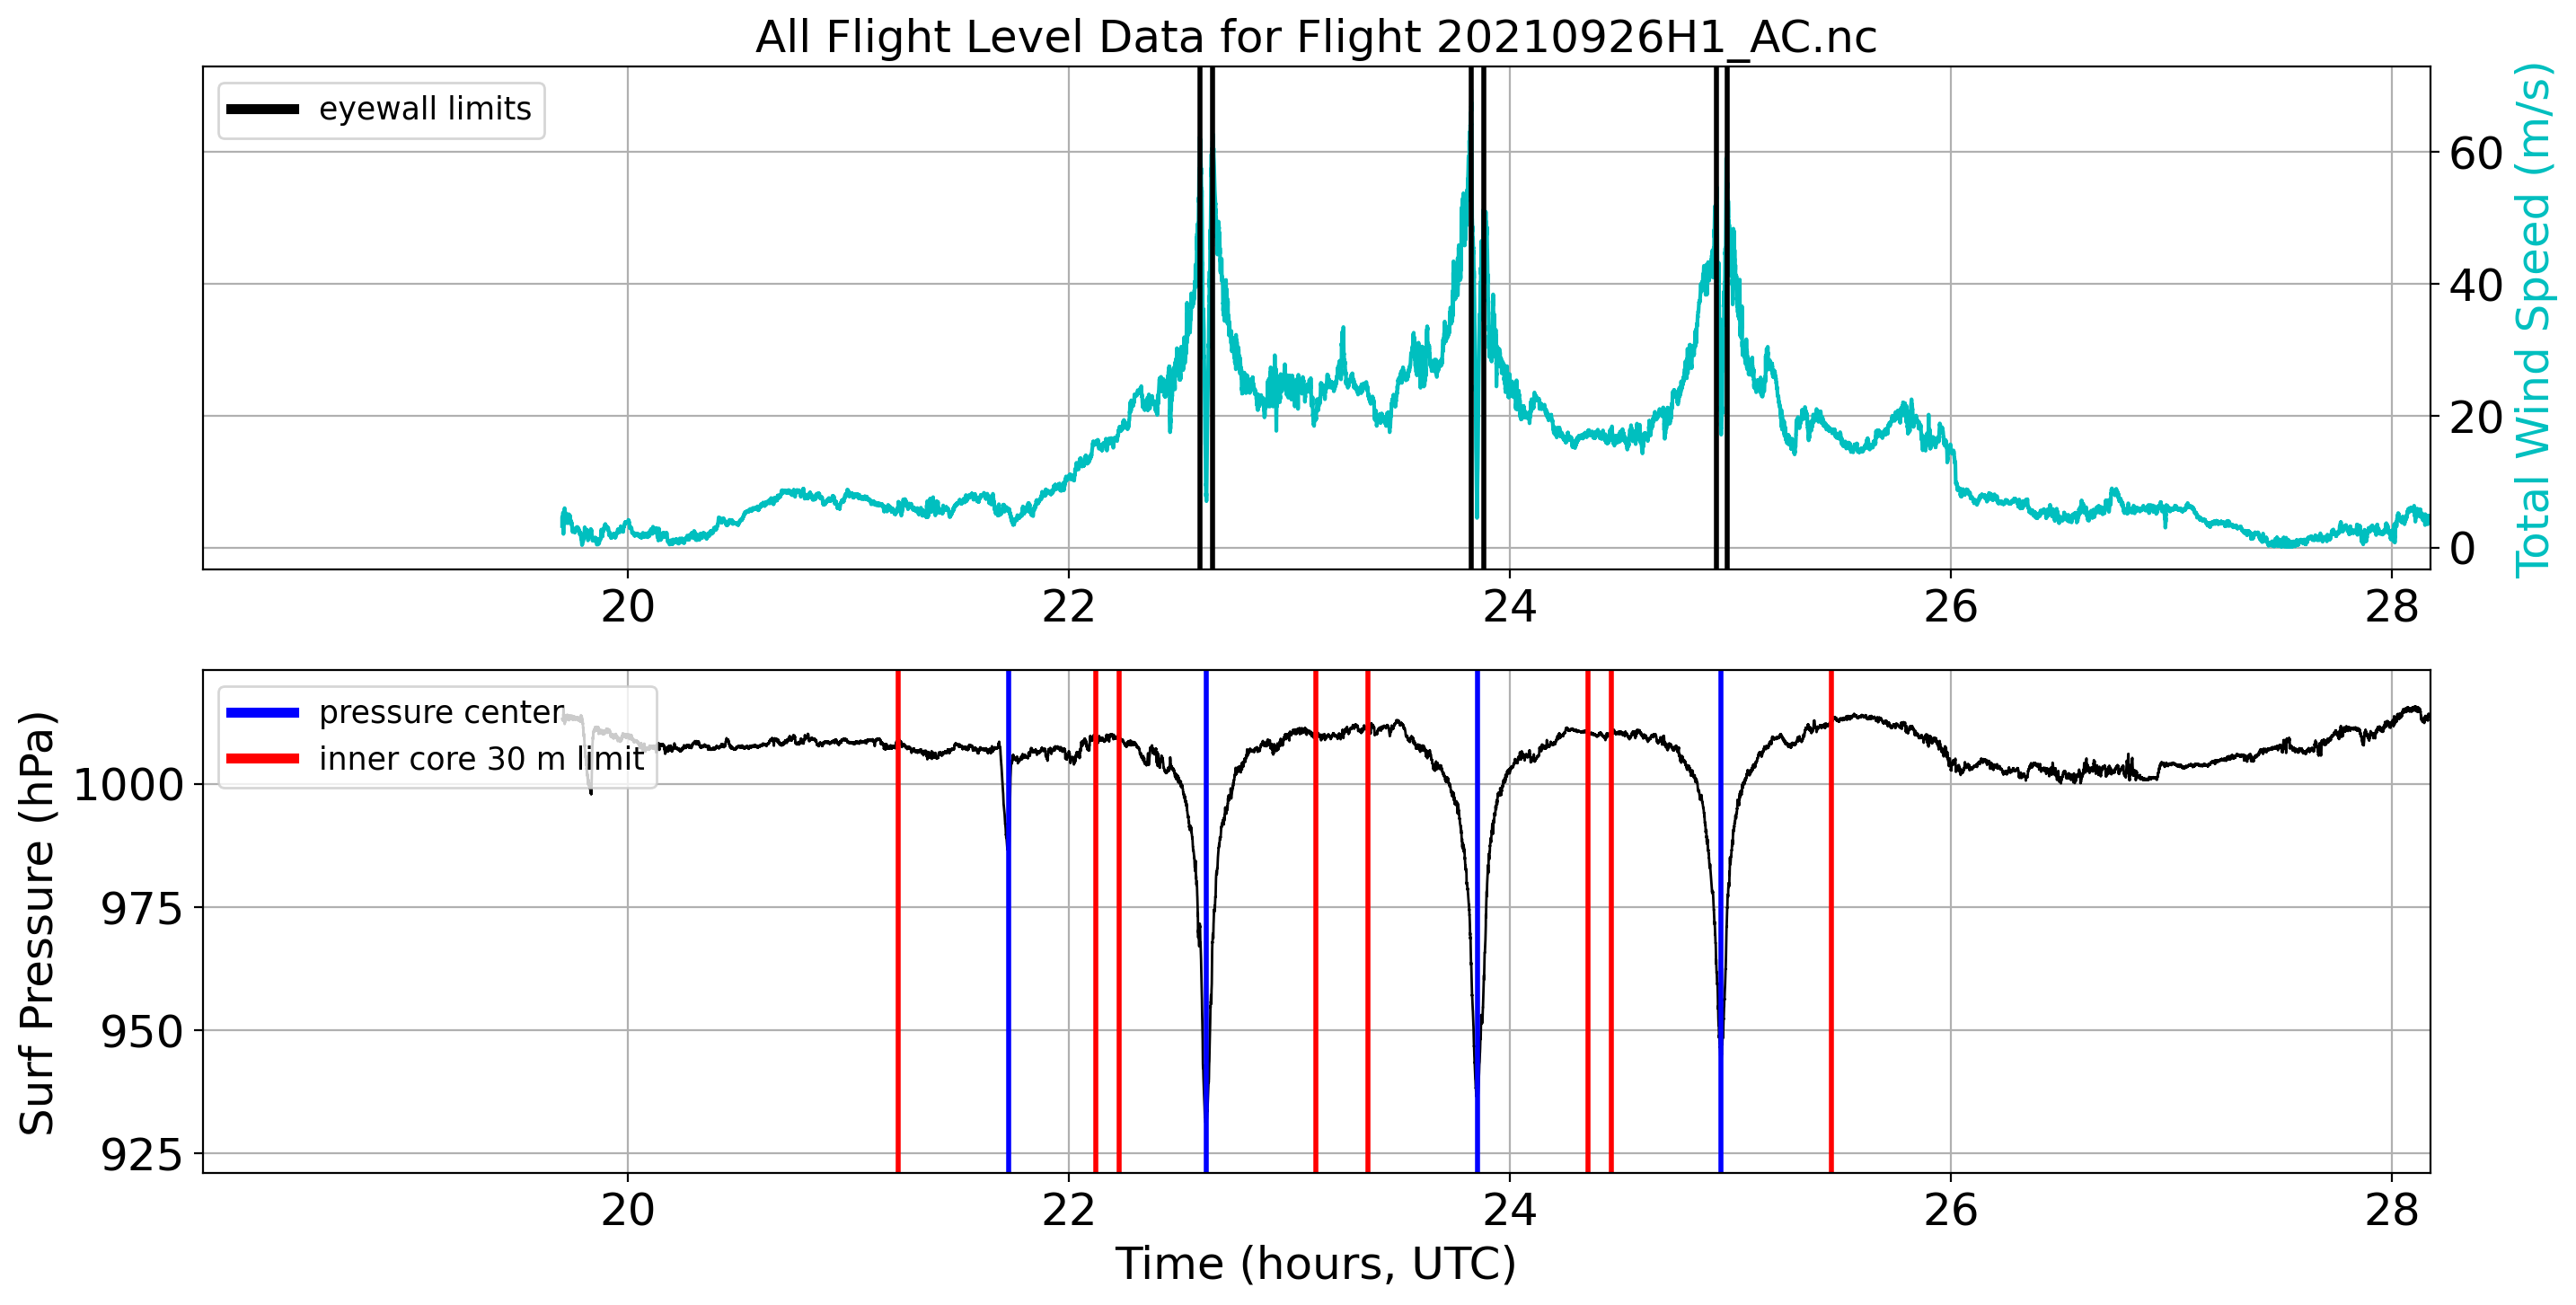 All Flight Level Data for Flight 20210926H1_AC.nc
eyewall limits
60
40
20
0
Total Wind Speed (m/s)
20 22 24 26 28
pressure center
inner core 30 m limit
1000
975
950
925
Surf Pressure (hPa)
20 22 24 26 28
Time (hours, UTC)